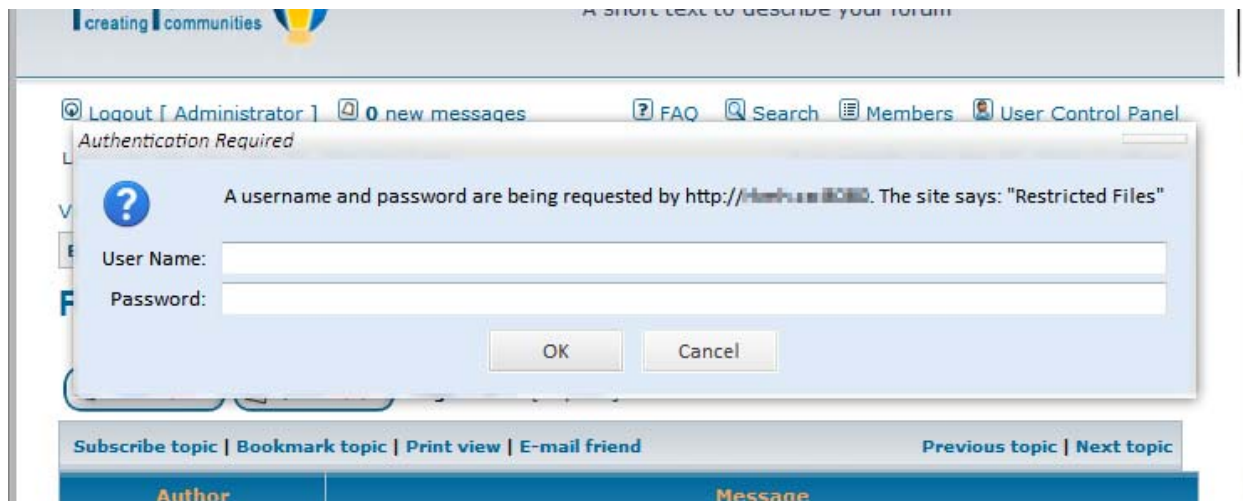 creating communities
A short text to describe your forum
Logout [ Administrator ] 0 new messages FAQ Search Members User Control Panel
Authentication Required
A username and password are being requested by http:// The site says: "Restricted Files"
User Name:
Password:
OK Cancel
Subscribe topic | Bookmark topic | Print view | E-mail friend Previous topic | Next topic
Author Message